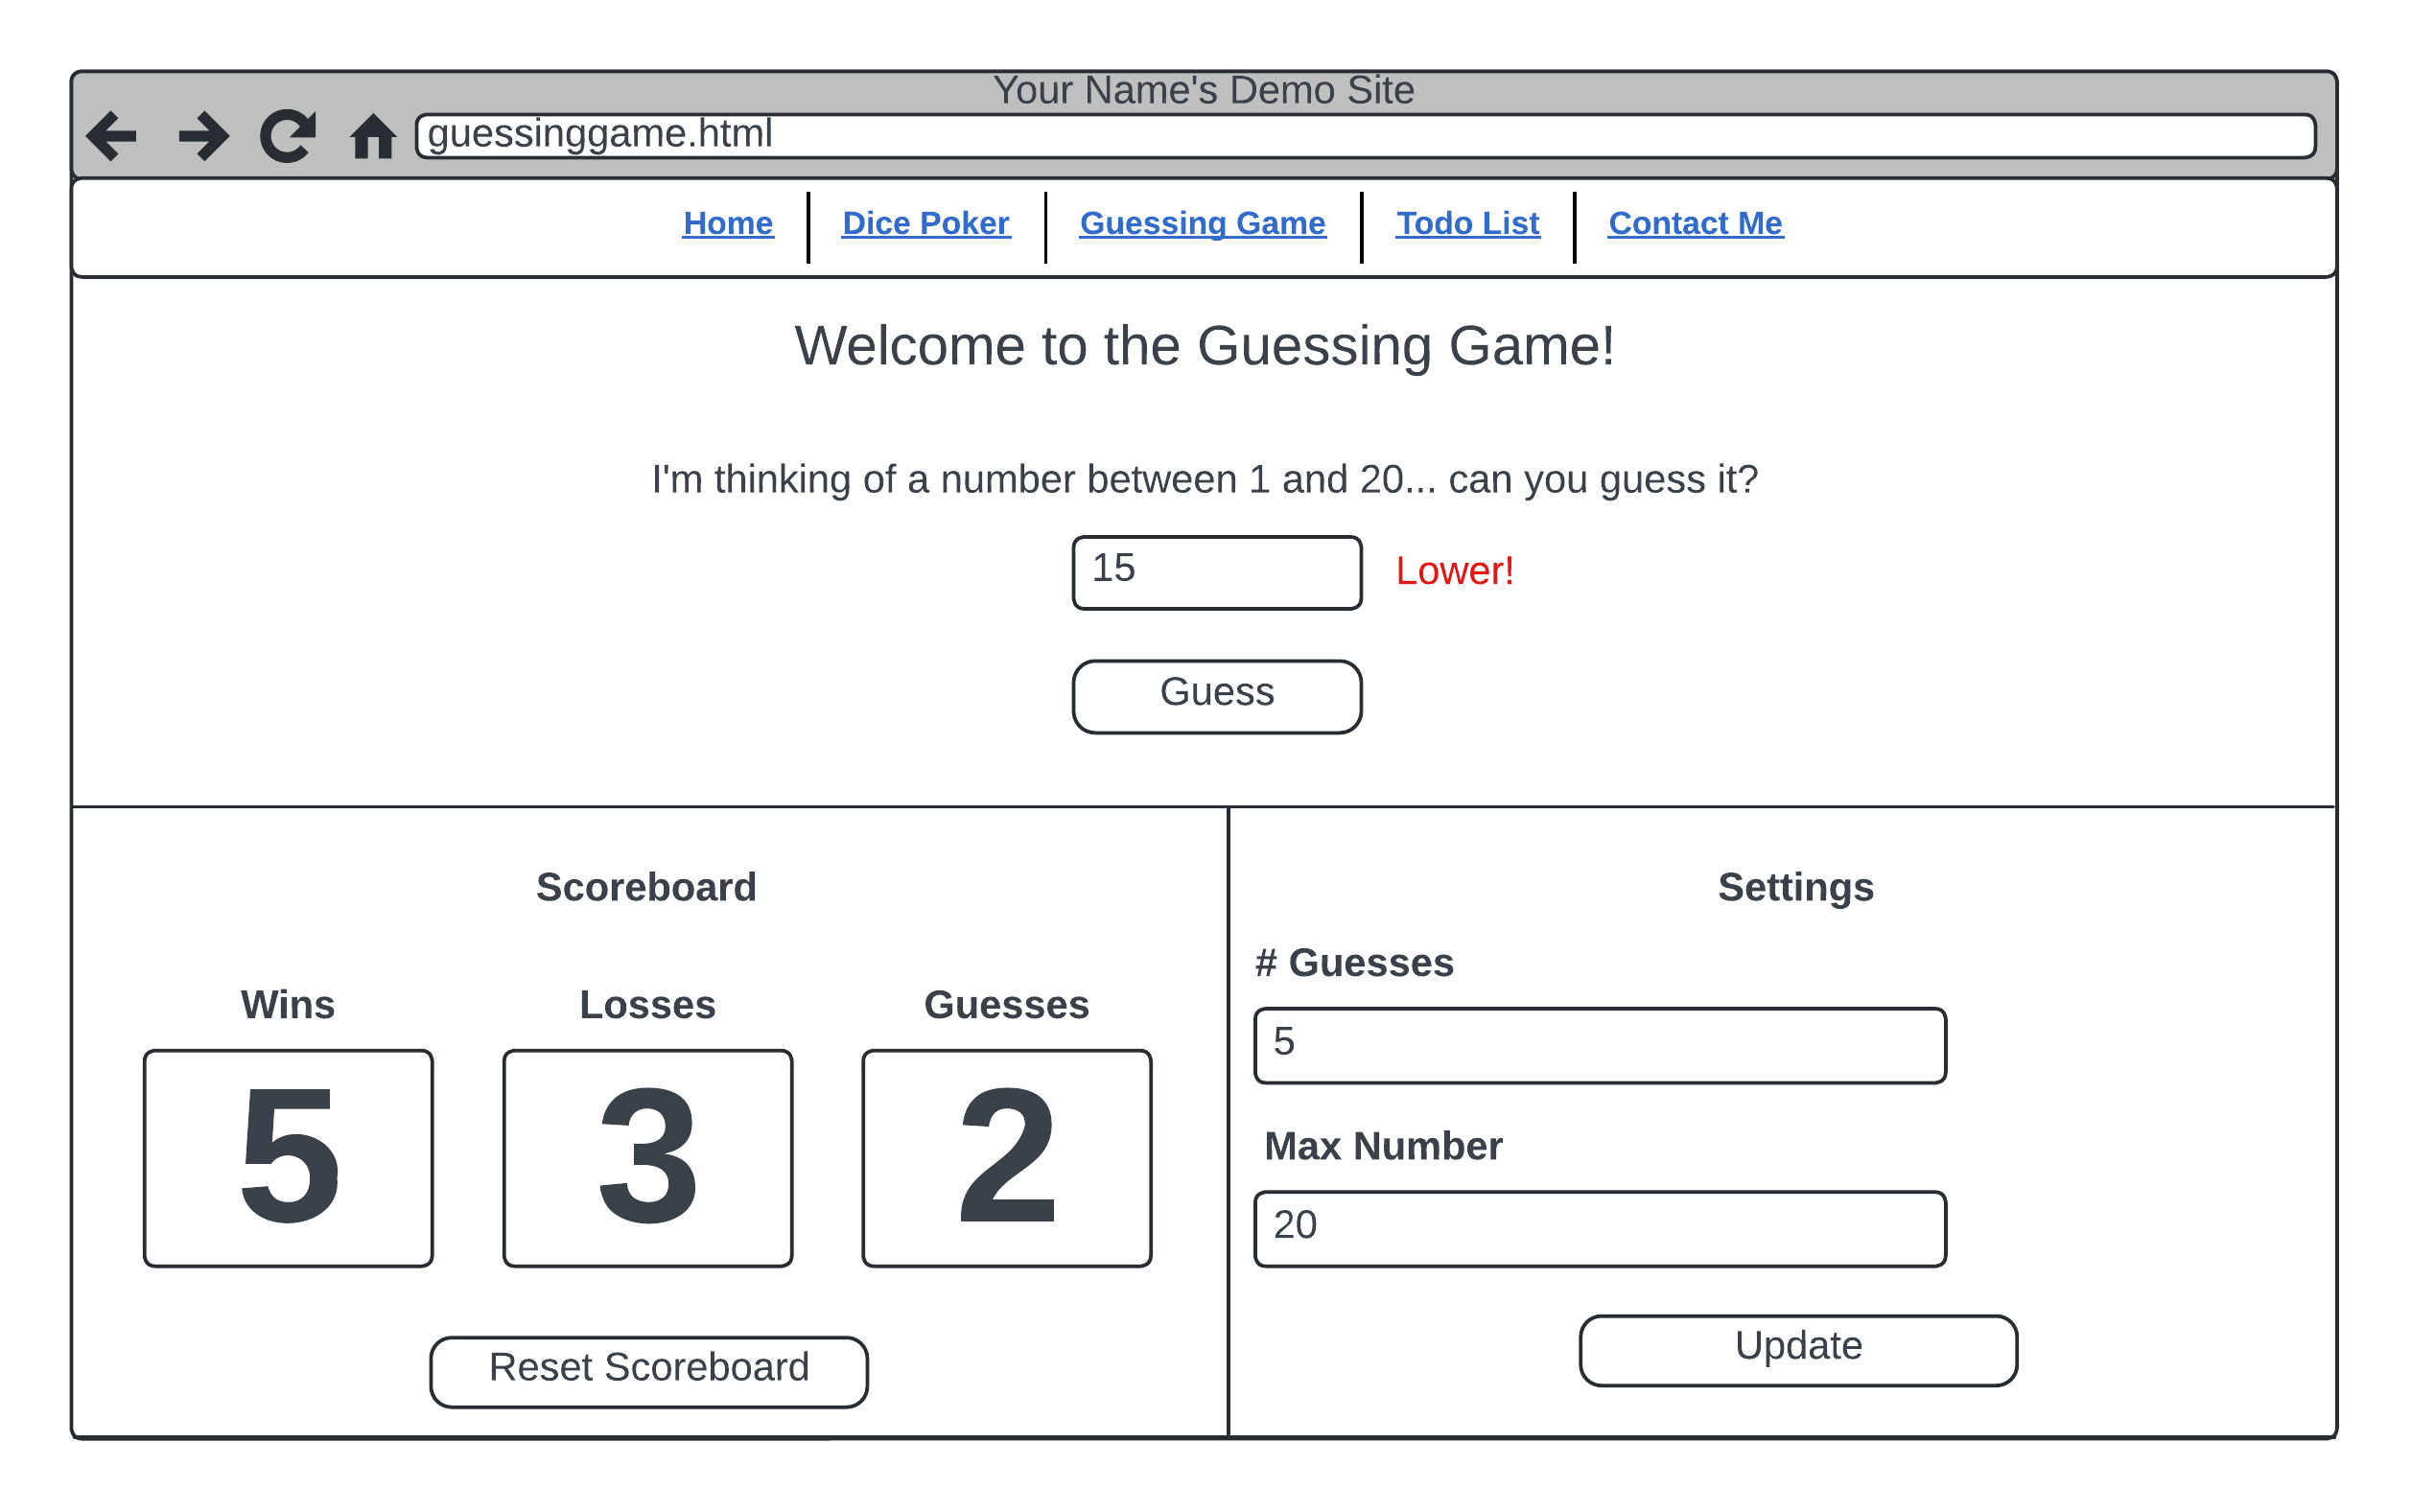 Your Name's Demo Site
guessinggame.html
Home Dice Poker Guessing Game Todo List Contact Me
Welcome to the Guessing Game!
I'm thinking of a number between 1 and 20... can you guess it?
15 Lower!
Guess
Scoreboard
Wins Losses Guesses
5 3 2
Reset Scoreboard
Settings
# Guesses
5
Max Number
20
Update